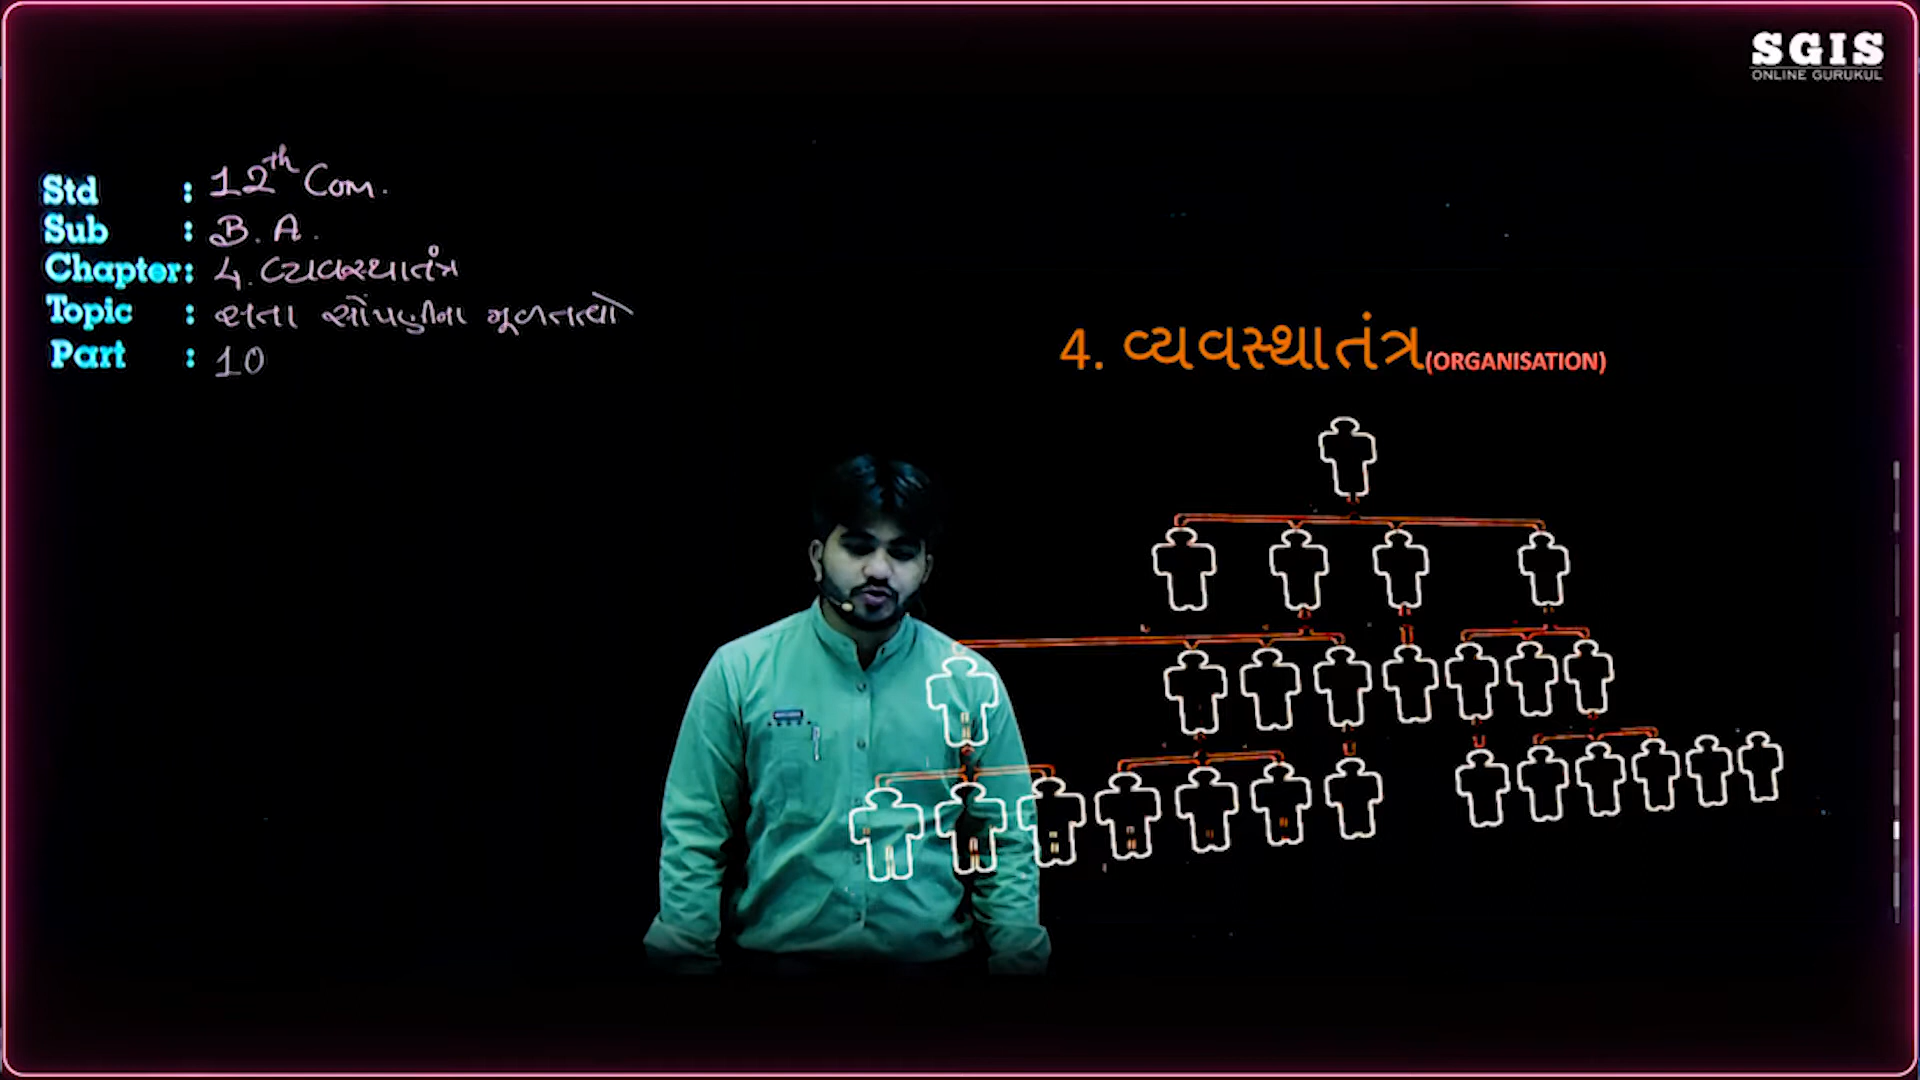 SGIS
ONLINE GURUKUL
Std : 12th Com.
Sub : B. A.
Chapter : 4. વ્યવસ્થાતંત્ર
Topic : સતા સોંપણીના મૂળતત્વો
Part : 10
4. વ્યવસ્થાતંત્ર(ORGANISATION)